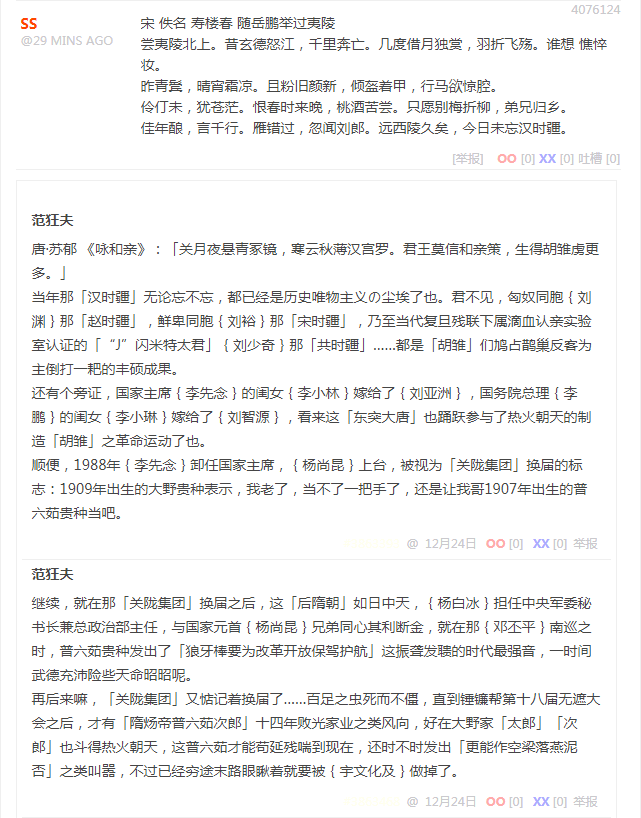 4076124
SS
@29 MINS AGO
宋 佚名 寿楼春 随岳鹏举过夷陵
尝夷陵北上。昔玄德怒江，千里奔亡。几度借月独赏，羽折飞殇。谁想 憔悴
妆。
昨青鬓，晴宵霜凉。且粉旧颜新，倾盔着甲，行马欲惊腔。
伶仃未，犹苍茫。恨春时来晚，桃酒苦尝。只愿别梅折柳，弟兄归乡。
佳年酿，言千行。雁错过，忽闻刘郎。远西陵久矣，今日未忘汉时疆。
[举报] OO [0] XX [0] 吐槽 [0]
范狂夫
唐·苏郁 《咏和亲》：「关月夜悬青冢镜，寒云秋薄汉宫罗。君王莫信和亲策，生得胡雏虏更
多。」
当年那「汉时疆」无论忘不忘，都已经是历史唯物主义の尘埃了也。君不见，匈奴同胞｛刘
渊｝那「赵时疆」，鲜卑同胞｛刘裕｝那「宋时疆」，乃至当代复旦残联下属滴血认亲实验
室认证的「“J”闪米特太君」｛刘少奇｝那「共时疆」……都是「胡雏」们鸠占鹊巢反客为
主倒打一耙的丰硕成果。
还有个旁证，国家主席｛李先念｝的闺女｛李小林｝嫁给了｛刘亚洲｝，国务院总理｛李
鹏｝的闺女｛李小琳｝嫁给了｛刘智源｝，看来这「东突大唐」也踊跃参与了热火朝天的制
造「胡雏」之革命运动了也。
顺便，1988年｛李先念｝卸任国家主席，｛杨尚昆｝上台，被视为「关陇集团」换届的标
志：1909年出生的大野贵种表示，我老了，当不了一把手了，还是让我哥1907年出生的普
六茹贵种当吧。
@ 12月24日 OO [0] XX [0] 举报
范狂夫
继续，就在那「关陇集团」换届之后，这「后隋朝」如日中天，｛杨白冰｝担任中央军委秘
书长兼总政治部主任，与国家元首｛杨尚昆｝兄弟同心其利断金，就在那｛邓丕平｝南巡之
时，普六茹贵种发出了「狼牙棒要为改革开放保驾护航」这振聋发聩的时代最强音，一时间
武德充沛险些天命昭昭呢。
再后来嘛，「关陇集团」又惦记着换届了……百足之虫死而不僵，直到锤镰帮第十八届无遮大
会之后，才有「隋炀帝普六茹次郎」十四年败光家业之类风向，好在大野家「太郎」「次
郎」也斗得热火朝天，这普六茹才能苟延残喘到现在，还时不时发出「更能作空梁落燕泥
否」之类叫嚣，不过已经穷途末路眼瞅着就要被｛宇文化及｝做掉了。
@ 12月24日 OO [0] XX [0] 举报